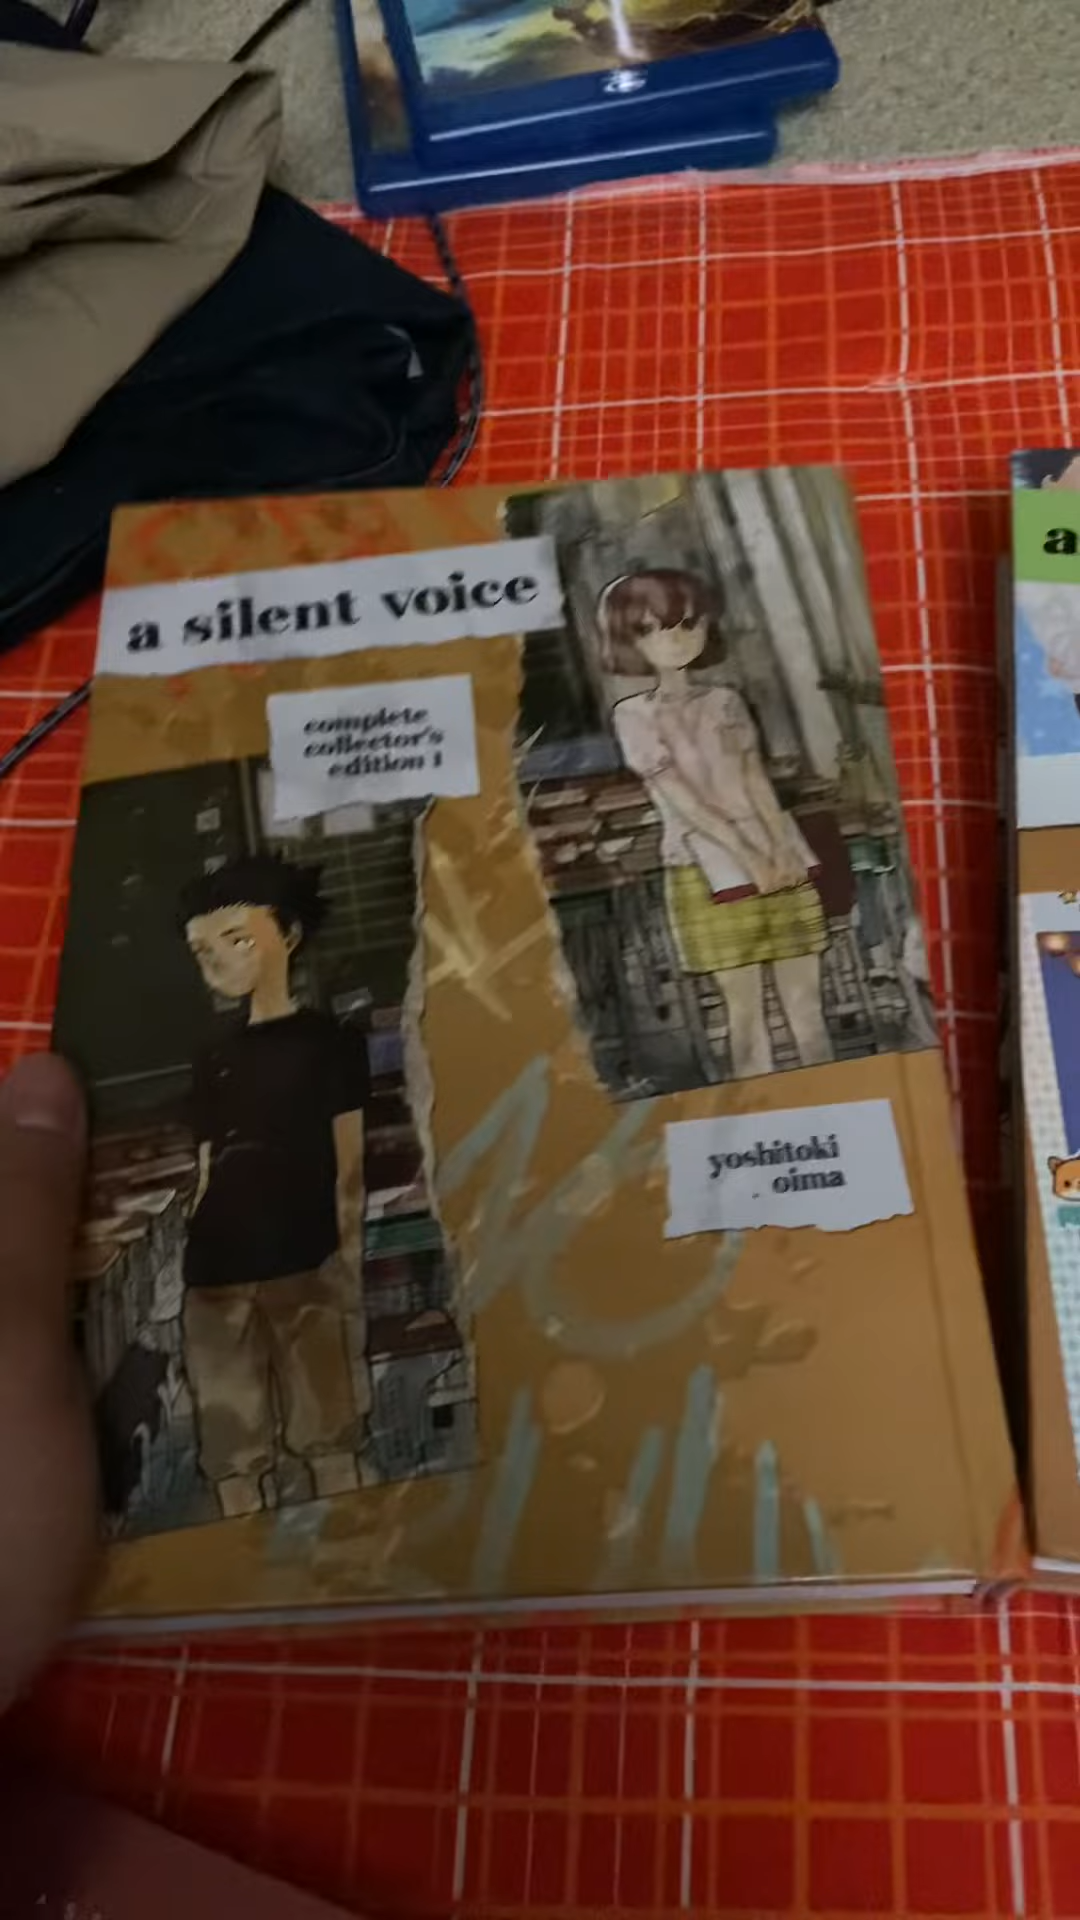 a silent voice
complete
collector's
edition 1
yoshitoki
oima
a